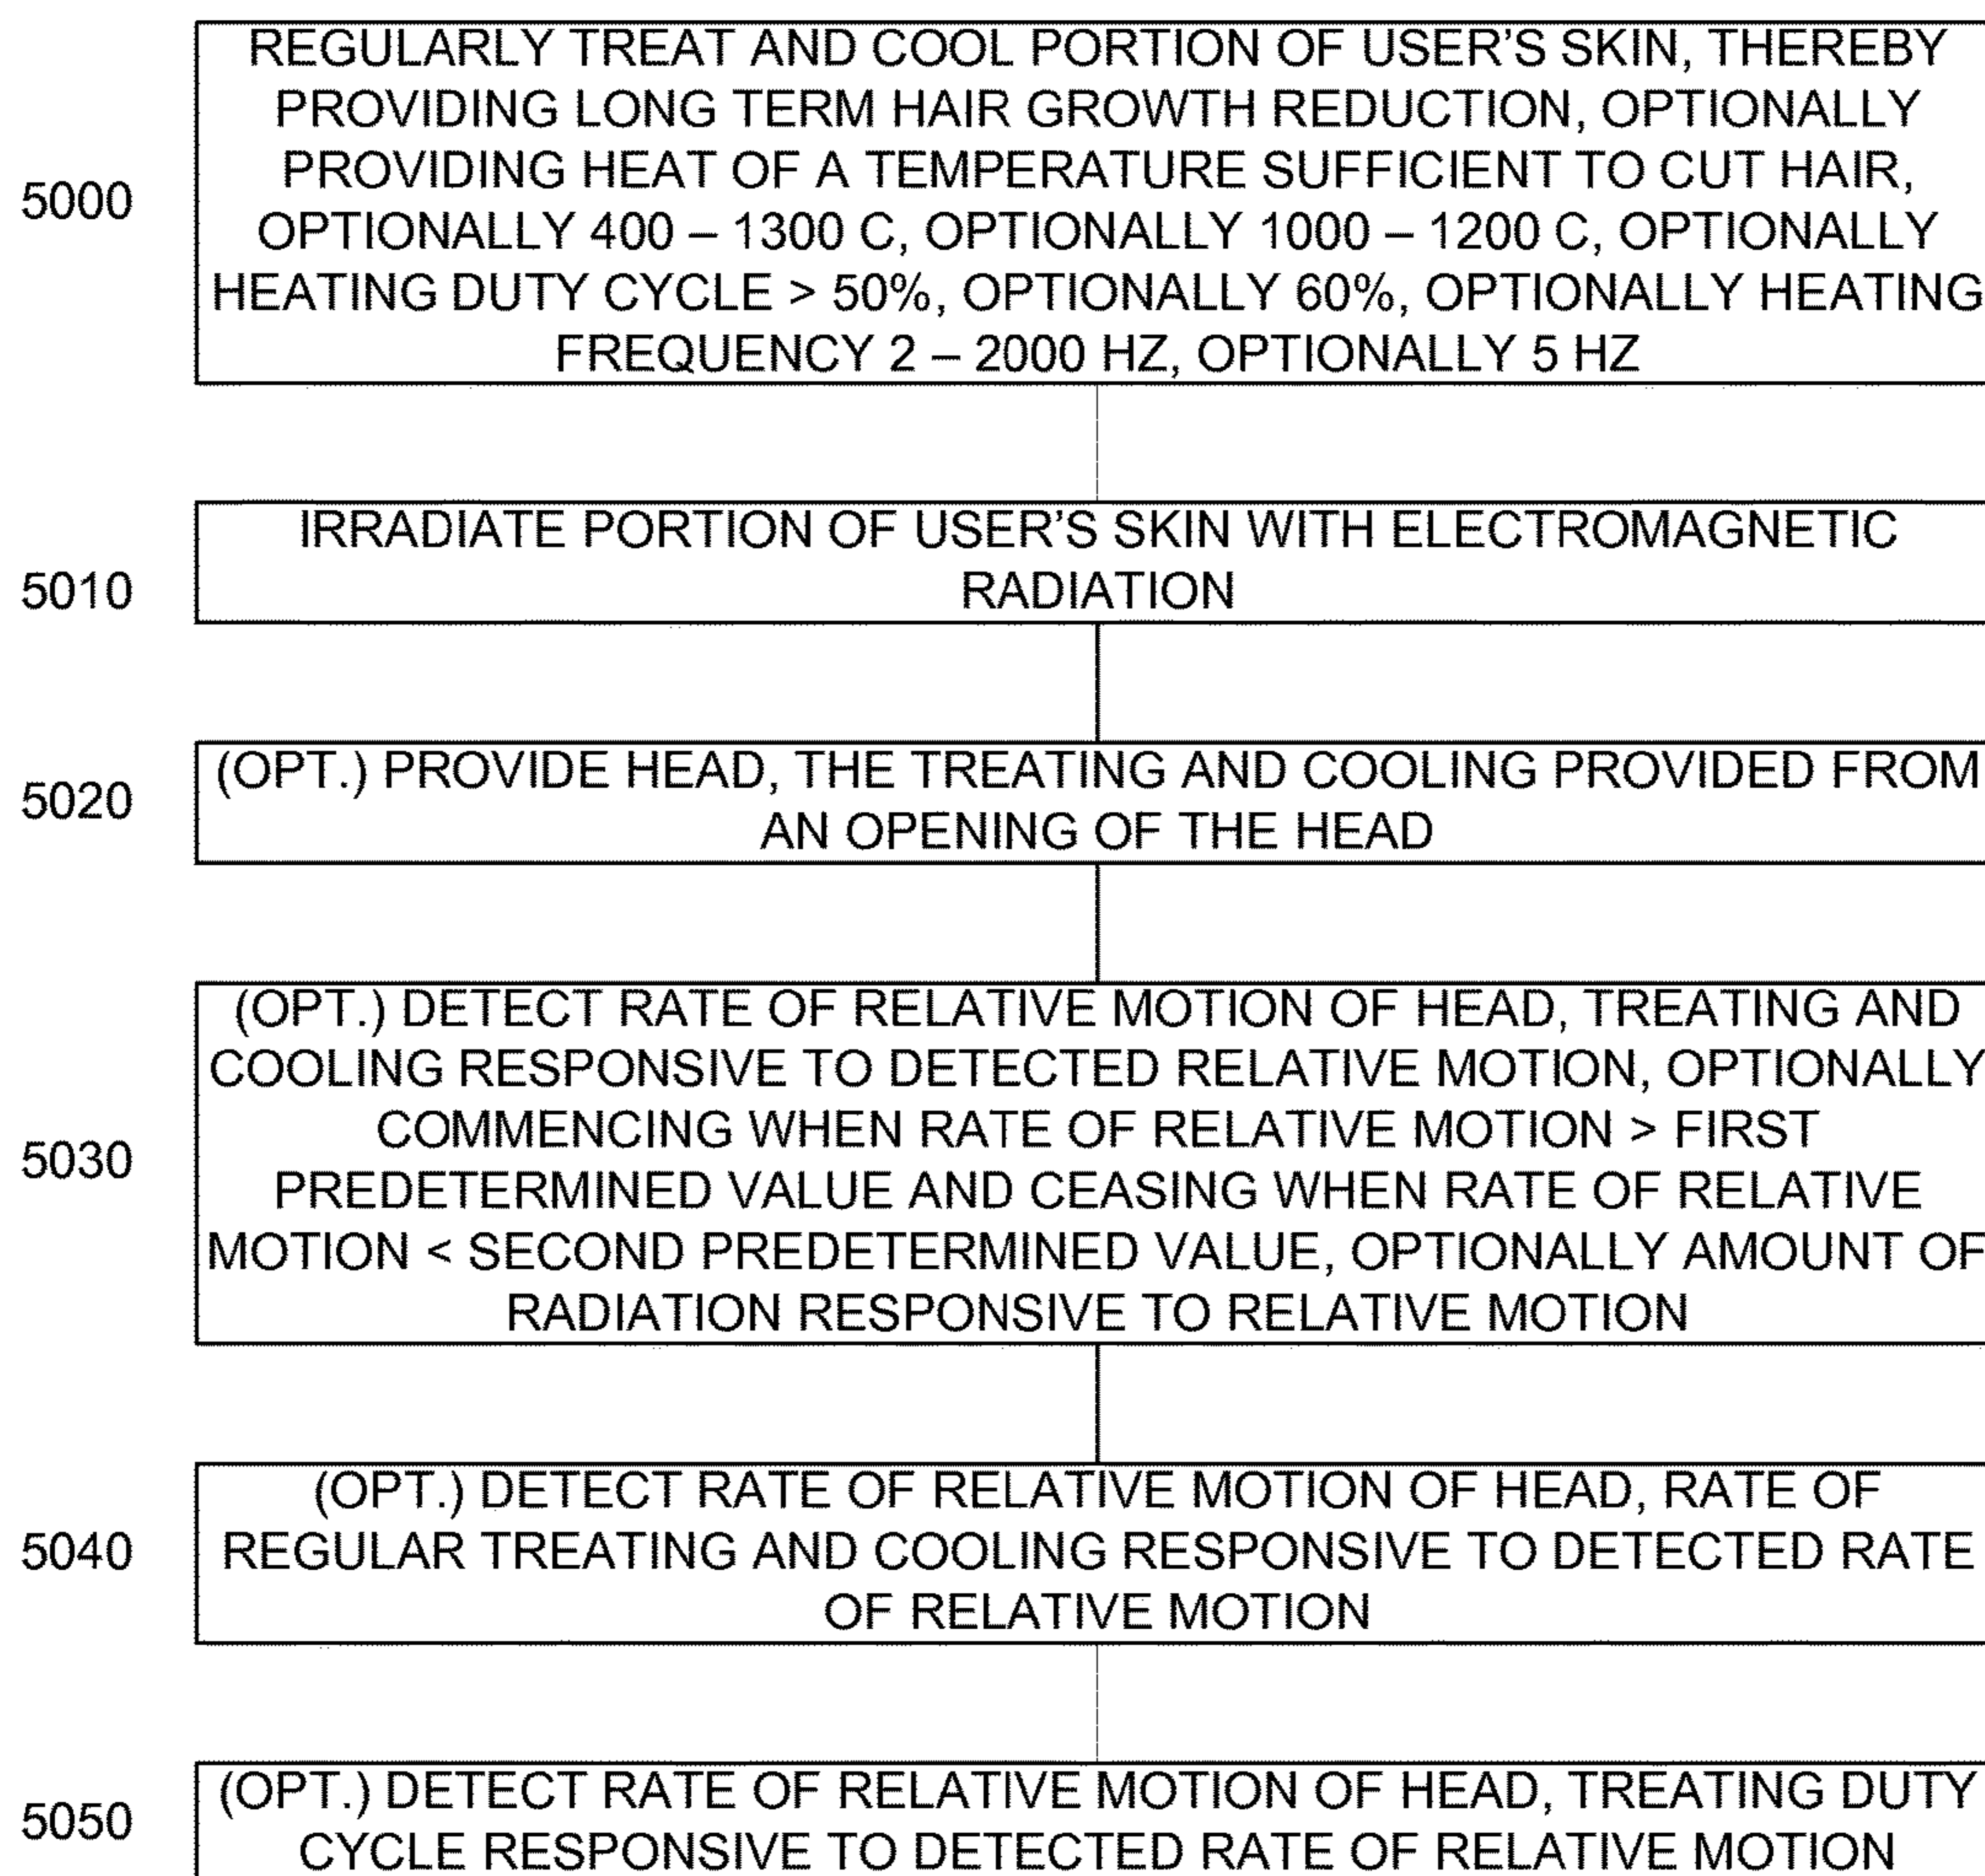 REGULARLY TREAT AND COOL PORTION OF USER'S SKIN, THEREBY
PROVIDING LONG TERM HAIR GROWTH REDUCTION, OPTIONALLY
PROVIDING HEAT OF A TEMPERATURE SUFFICIENT TO CUT HAIR,
5000
OPTIONALLY 400 – 1300 C, OPTIONALLY 1000 – 1200 C, OPTIONALLY
HEATING DUTY CYCLE > 50%, OPTIONALLY 60%, OPTIONALLY HEATING
FREQUENCY 2 – 2000 HZ, OPTIONALLY 5 HZ
IRRADIATE PORTION OF USER'S SKIN WITH ELECTROMAGNETIC
5010
RADIATION
5020
(OPT.) PROVIDE HEAD, THE TREATING AND COOLING PROVIDED FROM
AN OPENING OF THE HEAD
(OPT.) DETECT RATE OF RELATIVE MOTION OF HEAD, TREATING AND
COOLING RESPONSIVE TO DETECTED RELATIVE MOTION, OPTIONALLY
COMMENCING WHEN RATE OF RELATIVE MOTION > FIRST
5030
PREDETERMINED VALUE AND CEASING WHEN RATE OF RELATIVE
MOTION < SECOND PREDETERMINED VALUE, OPTIONALLY AMOUNT OF
RADIATION RESPONSIVE TO RELATIVE MOTION
(OPT.) DETECT RATE OF RELATIVE MOTION OF HEAD, RATE OF
5040
REGULAR TREATING AND COOLING RESPONSIVE TO DETECTED RATE
OF RELATIVE MOTION
5050
(OPT.) DETECT RATE OF RELATIVE MOTION OF HEAD, TREATING DUTY
CYCLE RESPONSIVE TO DETECTED RATE OF RELATIVE MOTION